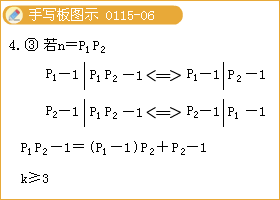 手写板图示 0115-06
4.③ 若n=P₁P₂
P₁-1|P₁P₂-1<=>P₁-1|P₂-1
P₂-1|P₁P₂-1<=>P₂-1|P₁-1
P₁P₂-1=(P₁-1)P₂+P₂-1
k≥3